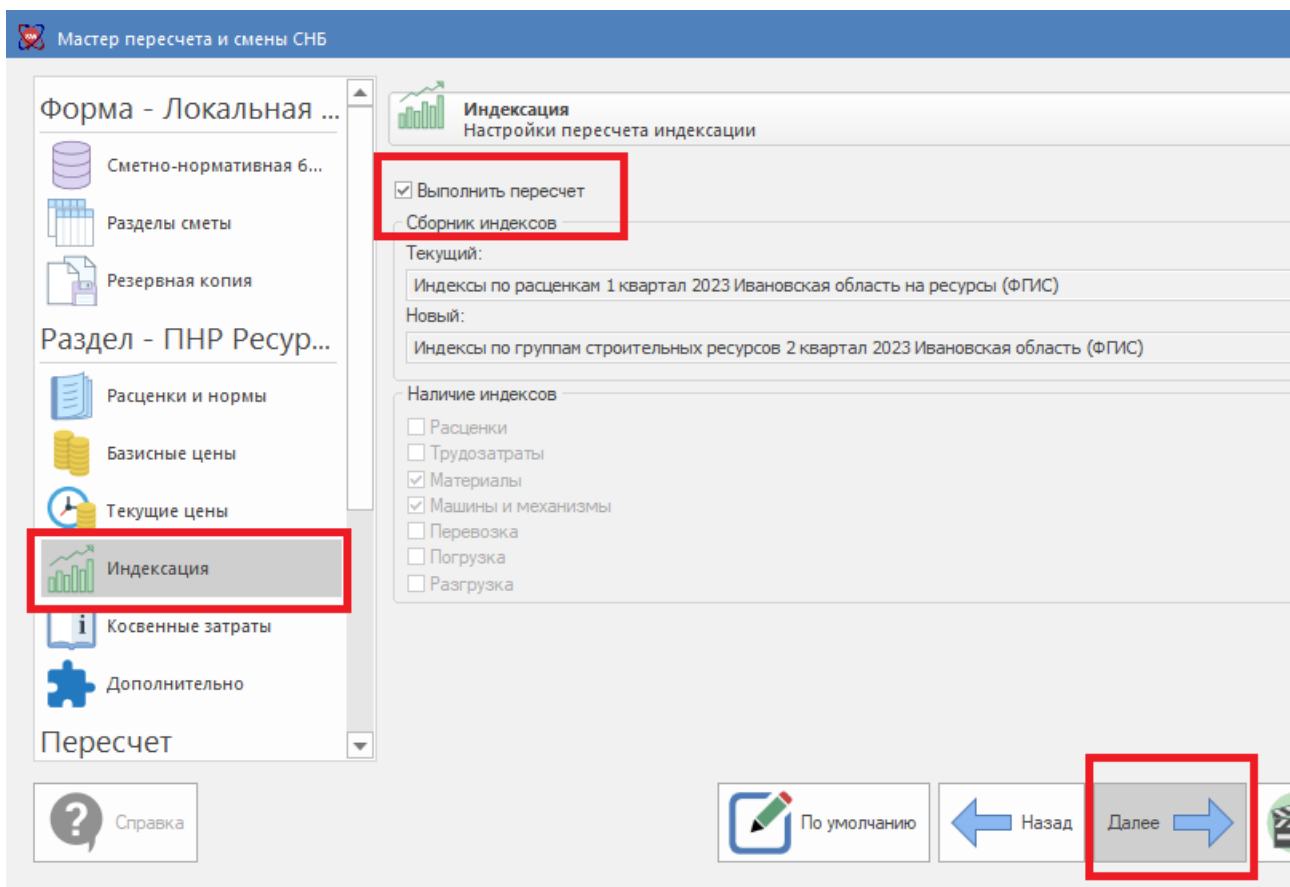 Мастер пересчета и смены СНБ
Форма - Локальная ...
Сметно-нормативная б...
Разделы сметы
Резервная копия
Раздел - ПНР Ресур...
Расценки и нормы
Базисные цены
Текущие цены
Индексация
Косвенные затраты
Дополнительно
Пересчет
Индексация
Настройки пересчета индексации
Выполнить пересчет
Сборник индексов
Текущий:
Индексы по расценкам 1 квартал 2023 Ивановская область на ресурсы (ФГИС)
Новый:
Индексы по группам строительных ресурсов 2 квартал 2023 Ивановская область (ФГИС)
Наличие индексов
Расценки
Трудозатраты
Материалы
Машины и механизмы
Перевозка
Погрузка
Разгрузка
Справка
По умолчанию
Назад
Далее